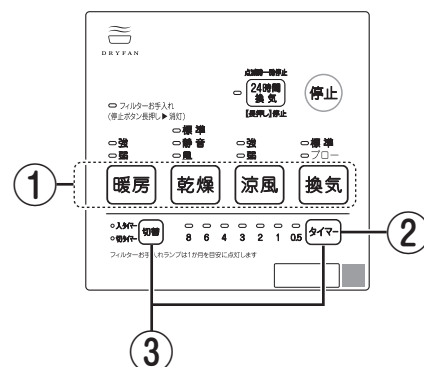 DRYFAN
点滅時一時停止
24時間
換気
【長押し】停止
停止
フィルターお手入れ
(停止ボタン長押し▶消灯)
強
弱
標準
静音
風
強
弱
標準
ブロー
① 暖房 乾燥 涼風 換気
入タイマー
切タイマー
切替
8 6 4 3 2 1 0.5
タイマー
②
フィルターお手入れランプは1か月を目安に点灯します
③